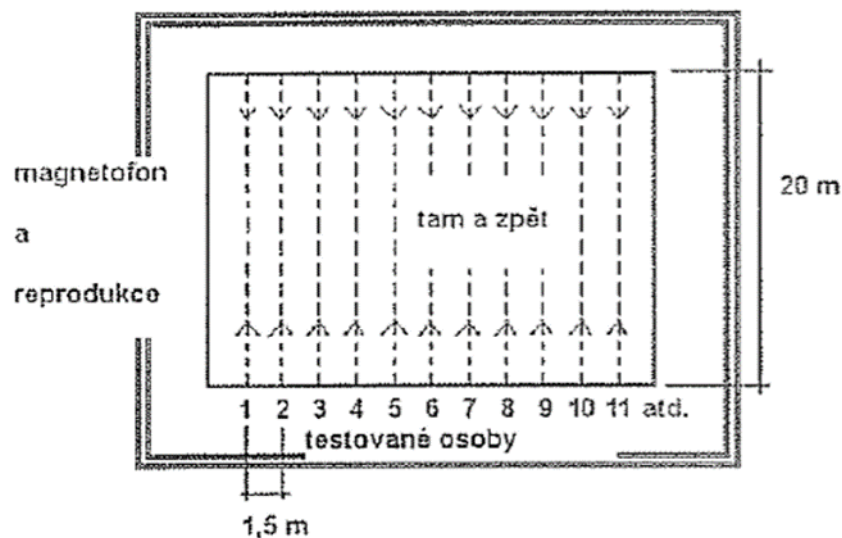 magnetofon
a
reprodukce
tam a zpět
20 m
1 2 3 4 5 6 7 8 9 10 11 atd.
testované osoby
1,5 m